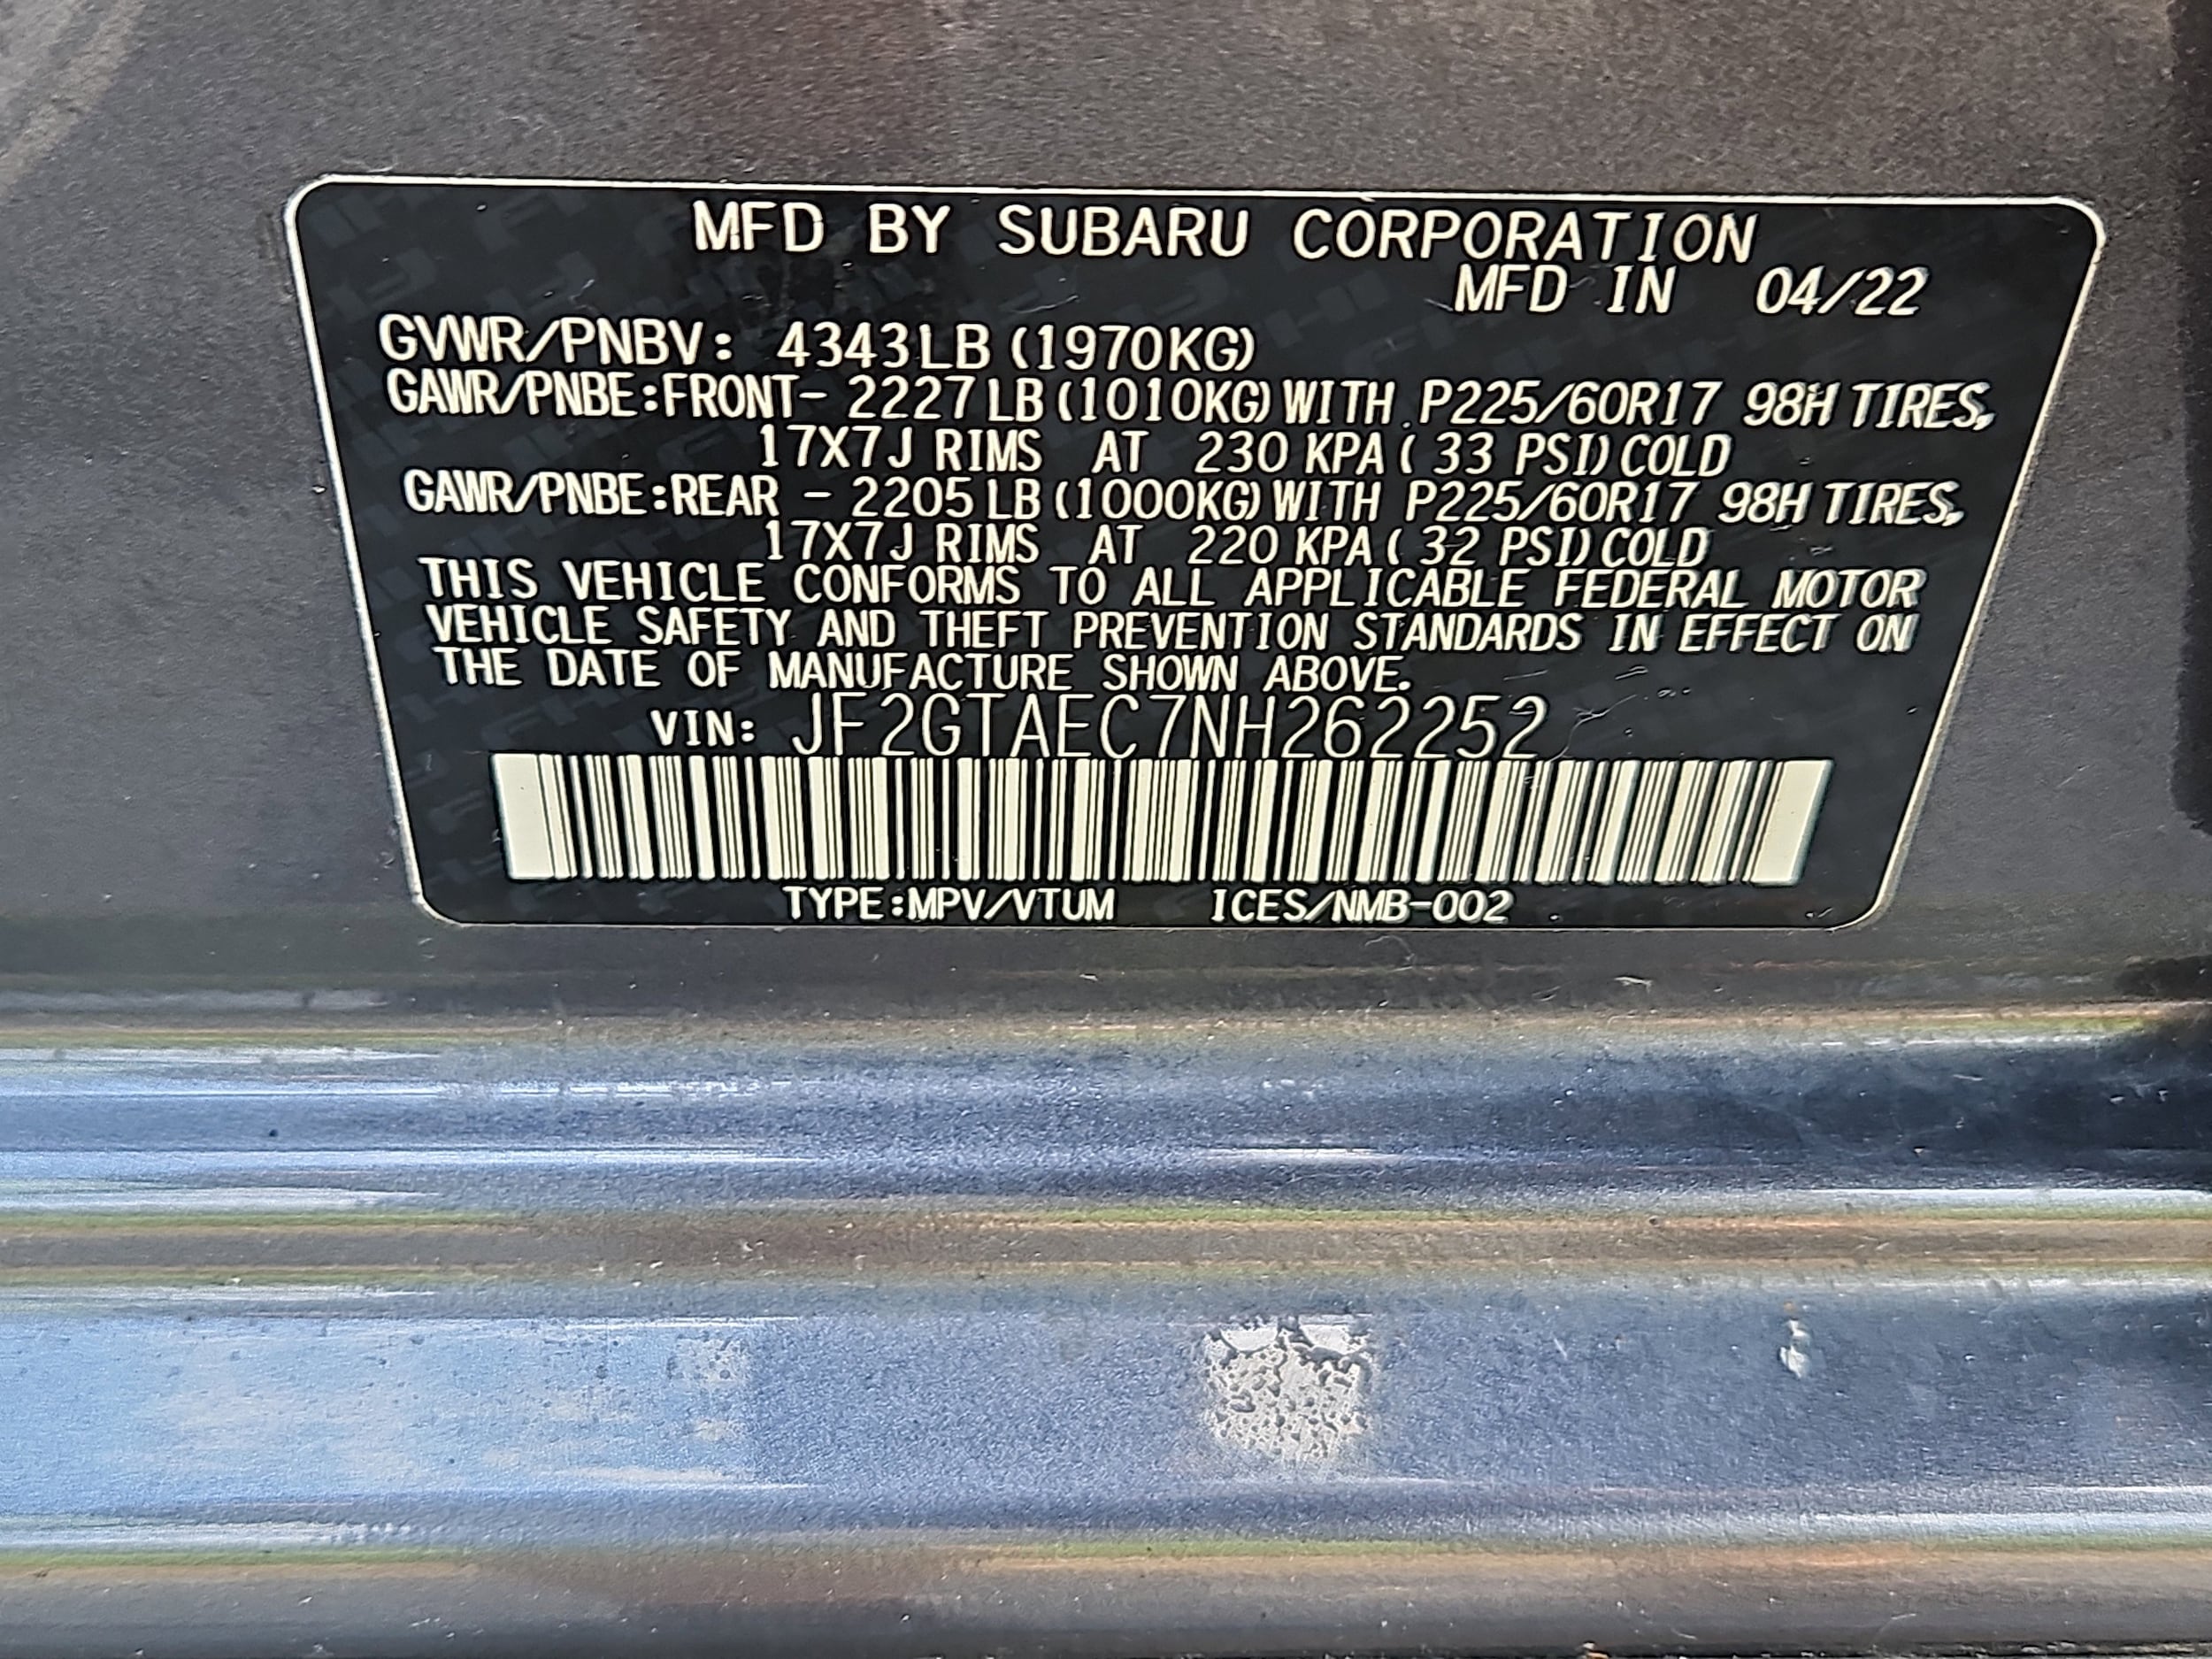 MFD BY SUBARU CORPORATION
MFD IN 04/22
GVWR/PNBV: 4343LB (1970KG)
GAWR/PNBE:FRONT- 2227 LB (1010KG) WITH P225/60R17 98H TIRES,
17X7J RIMS AT 230 KPA ( 33 PSI) COLD
GAWR/PNBE:REAR - 2205 LB (1000KG) WITH P225/60R17 98H TIRES,
17X7J RIMS AT 220 KPA ( 32 PSI) COLD
THIS VEHICLE CONFORMS TO ALL APPLICABLE FEDERAL MOTOR
VEHICLE SAFETY AND THEFT PREVENTION STANDARDS IN EFFECT ON
THE DATE OF MANUFACTURE SHOWN ABOVE.
VIN: JF2GTAEC7NH262252
TYPE:MPV/VTUM ICES/NMB-002